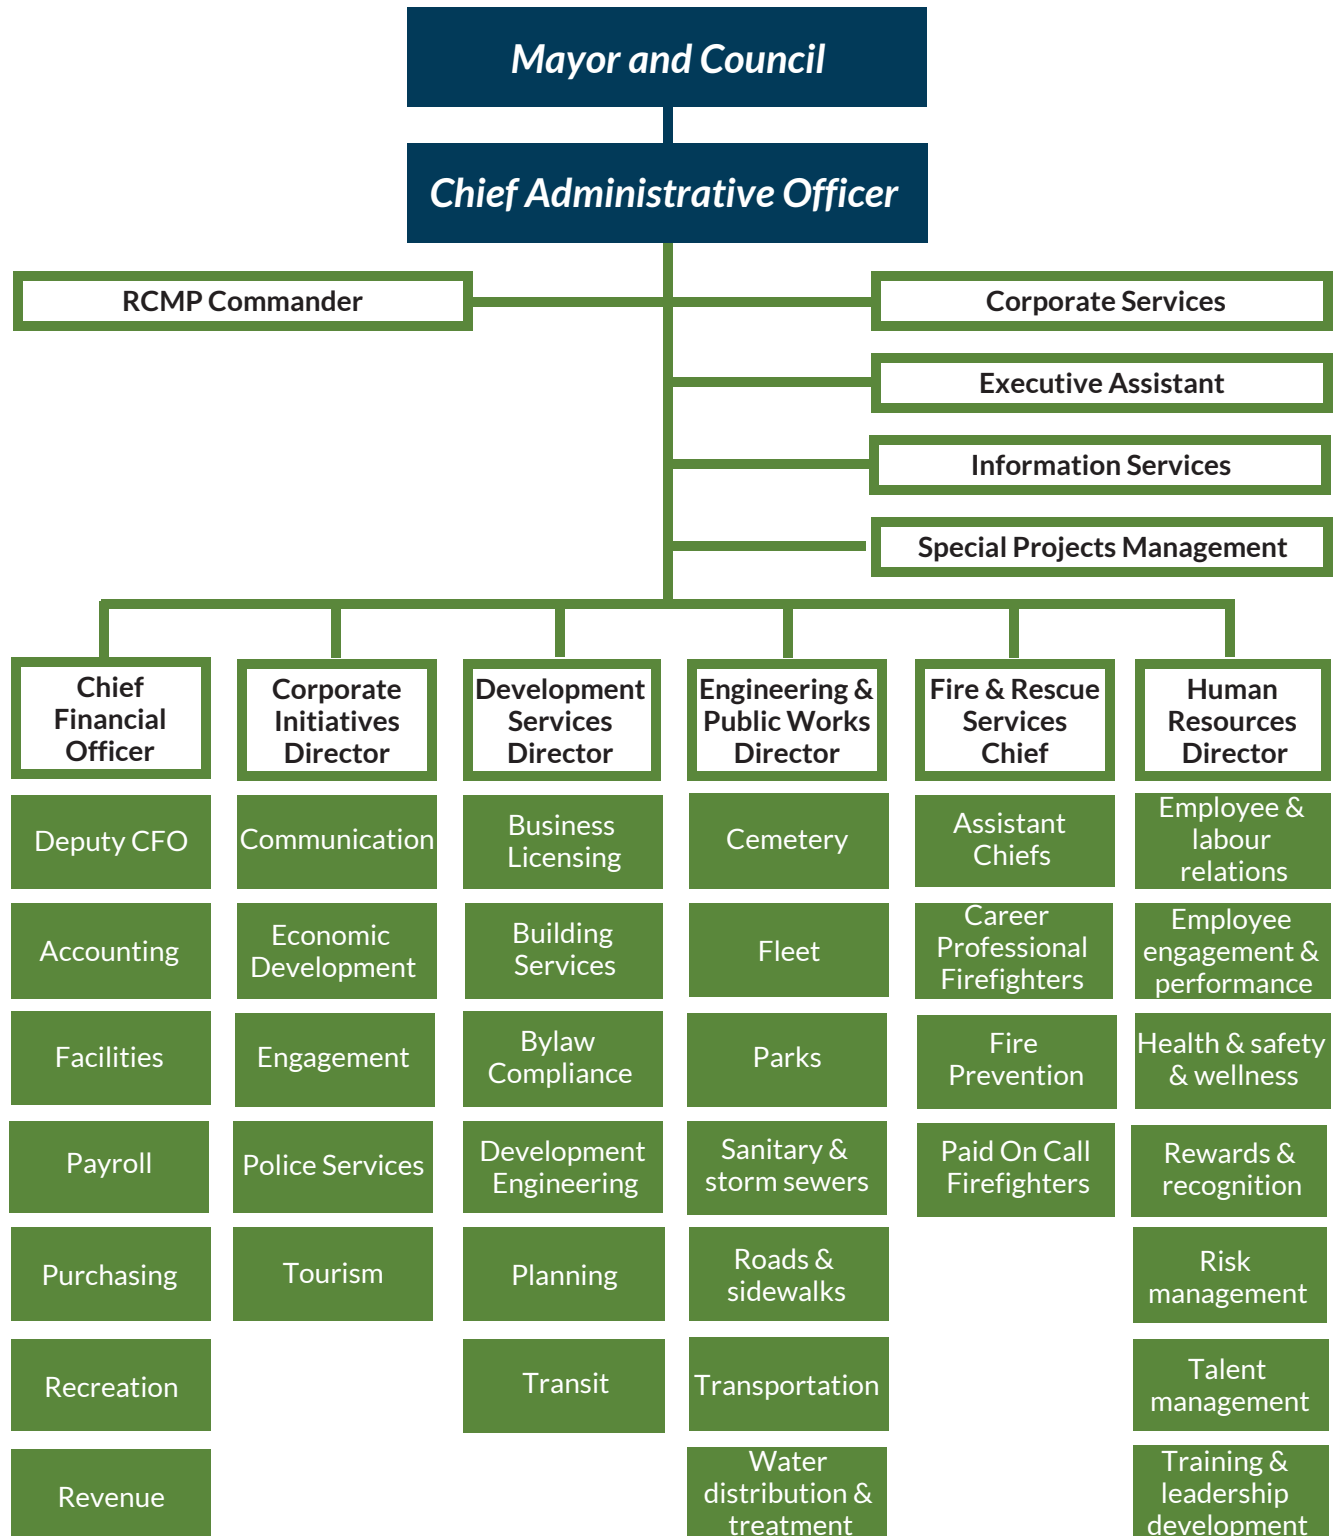 Mayor and Council
Chief Administrative Officer
RCMP Commander
Corporate Services
Executive Assistant
Information Services
Special Projects Management
Chief
Financial
Officer
Deputy CFO
Accounting
Facilities
Payroll
Purchasing
Recreation
Revenue
Corporate
Initiatives
Director
Communication
Economic
Development
Engagement
Police Services
Tourism
Development
Services
Director
Business
Licensing
Building
Services
Bylaw
Compliance
Development
Engineering
Planning
Transit
Engineering &
Public Works
Director
Cemetery
Fleet
Parks
Sanitary &
storm sewers
Roads &
sidewalks
Transportation
Water
distribution &
treatment
Fire & Rescue
Services
Chief
Assistant
Chiefs
Career
Professional
Firefighters
Fire
Prevention
Paid On Call
Firefighters
Human
Resources
Director
Employee &
labour
relations
Employee
engagement &
performance
Health & safety
& wellness
Rewards &
recognition
Risk
management
Talent
management
Training &
leadership
development